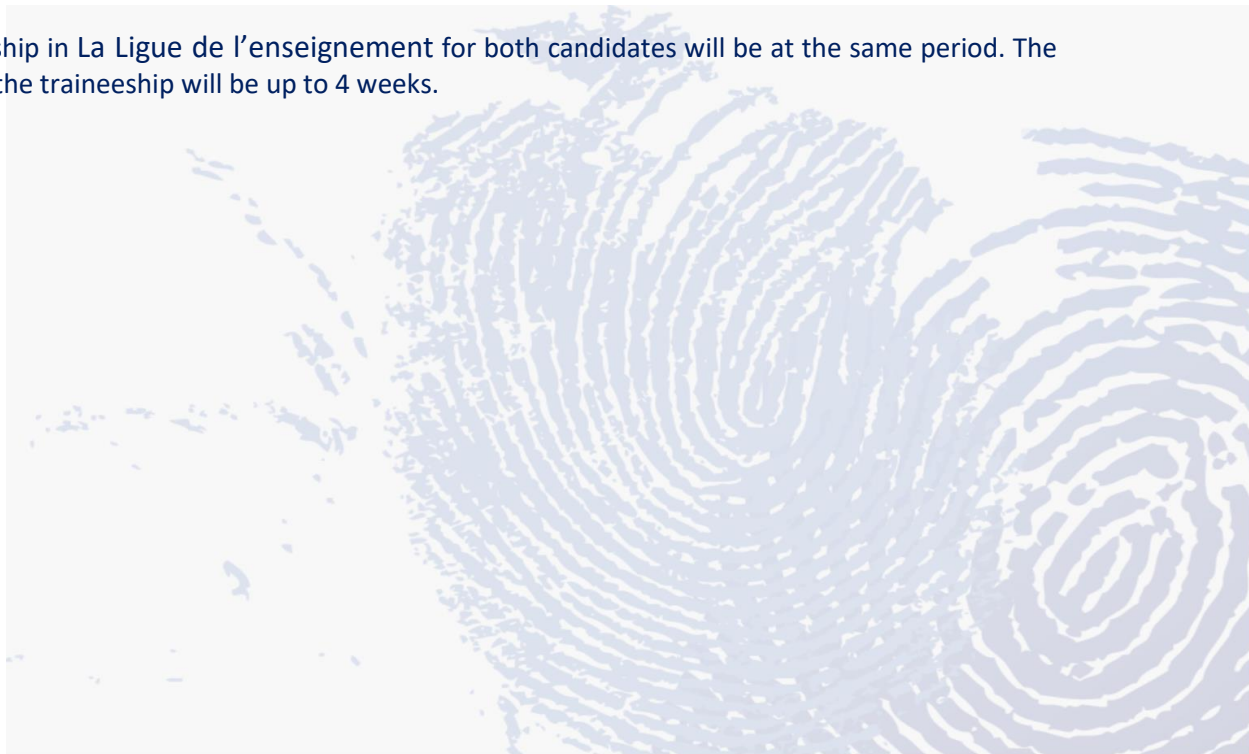 ship in La Ligue de l’enseignement for both candidates will be at the same period. The
the traineeship will be up to 4 weeks.